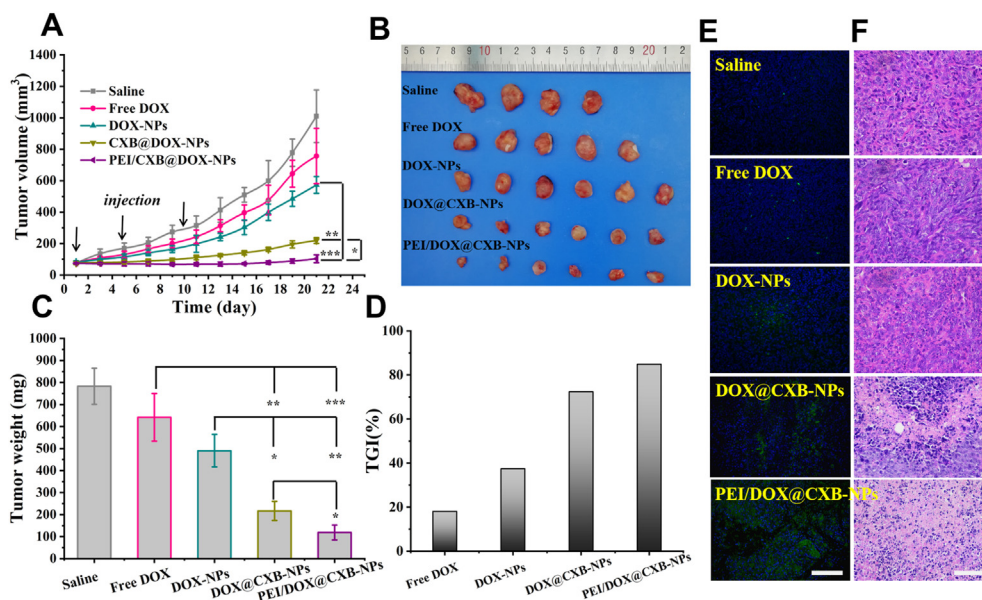 A
Tumor volume (mm³)
1400
1200
1000
800
600
400
200
0
Saline
Free DOX
DOX-NPs
CXB@DOX-NPs
PEI/CXB@DOX-NPs
injection
**
***
*
0 2 4 6 8 10 12 14 16 18 20 22 24
Time (day)
B
5 6 7 8 9 10 1 2 3 4 5 6 7 8 9 20 1 2
Saline
Free DOX
DOX-NPs
DOX@CXB-NPs
PEI/DOX@CXB-NPs
C
Tumor weight (mg)
1000
900
800
700
600
500
400
300
200
100
0
** ***
* **
*
Saline Free DOX DOX-NPs DOX@CXB-NPs PEI/DOX@CXB-NPs
D
TGI(%)
100
80
60
40
20
0
Free DOX DOX-NPs DOX@CXB-NPs PEI/DOX@CXB-NPs
E F
Saline
Free DOX
DOX-NPs
DOX@CXB-NPs
PEI/DOX@CXB-NPs